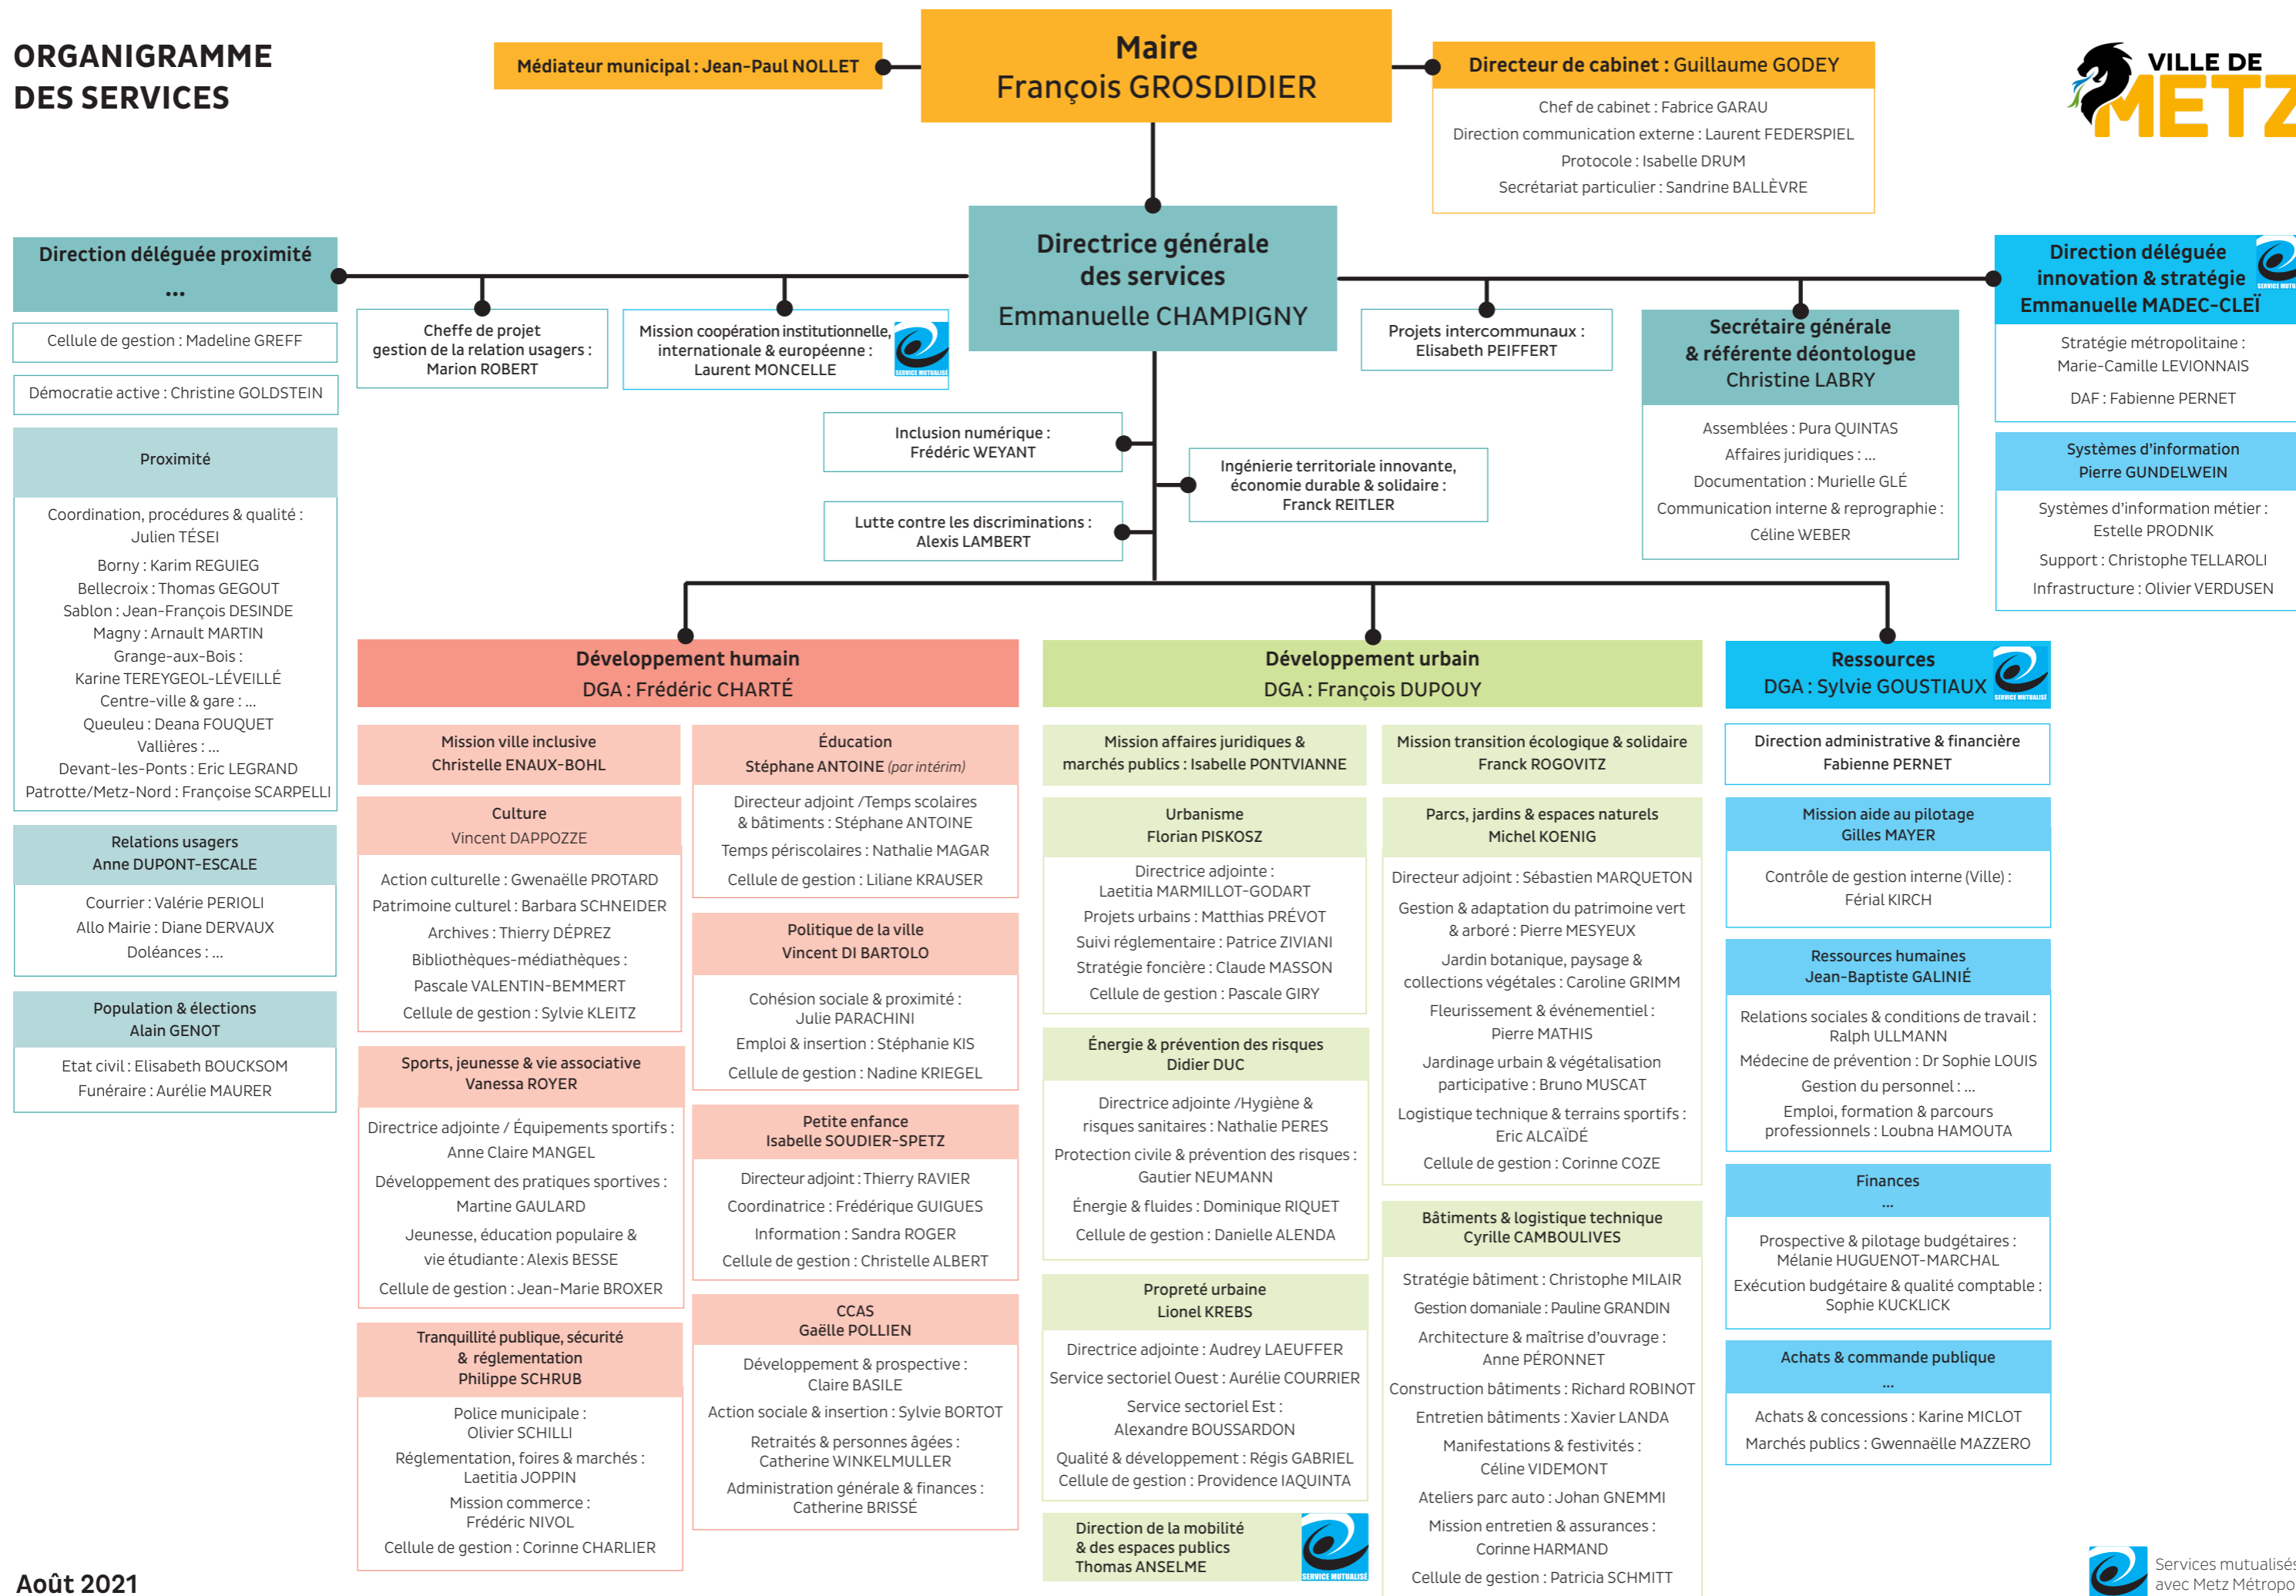 ORGANIGRAMME
DES SERVICES
Médiateur municipal : Jean-Paul NOLLET
Maire
François GROSDIDIER
Directeur de cabinet : Guillaume GODEY
Chef de cabinet : Fabrice GARAU
Direction communication externe : Laurent FEDERSPIEL
Protocole : Isabelle DRUM
Secrétariat particulier : Sandrine BALLÈVRE
VILLE DE
METZ
Directrice générale
des services
Emmanuelle CHAMPIGNY
Direction déléguée proximité
...
Cellule de gestion : Madeline GREFF
Démocratie active : Christine GOLDSTEIN
Proximité
Coordination, procédures & qualité :
Julien TÉSEI
Borny : Karim REGUIEG
Bellecroix : Thomas GEGOUT
Sablon : Jean-François DESINDE
Magny : Arnault MARTIN
Grange-aux-Bois :
Karine TEREYGEOL-LÉVEILLÉ
Centre-ville & gare : ...
Queuleu : Deana FOUQUET
Vallières : ...
Devant-les-Ponts : Eric LEGRAND
Patrotte/Metz-Nord : Françoise SCARPELLI
Relations usagers
Anne DUPONT-ESCALE
Courrier : Valérie PERIOLI
Allo Mairie : Diane DERVAUX
Doléances : ...
Population & élections
Alain GENOT
Etat civil : Elisabeth BOUCKSOM
Funéraire : Aurélie MAURER
Cheffe de projet
gestion de la relation usagers :
Marion ROBERT
Mission coopération institutionnelle,
internationale & européenne :
Laurent MONCELLE
SERVICE MUTUALISÉ
Projets intercommunaux :
Elisabeth PEIFFERT
Secrétaire générale
& référente déontologue
Christine LABRY
Assemblées : Pura QUINTAS
Affaires juridiques : ...
Documentation : Murielle GLÉ
Communication interne & reprographie :
Céline WEBER
Direction déléguée
innovation & stratégie
Emmanuelle MADEC-CLEÏ
SERVICE MUTU
Stratégie métropolitaine :
Marie-Camille LEVIONNAIS
DAF : Fabienne PERNET
Systèmes d'information
Pierre GUNDELWEIN
Systèmes d'information métier :
Estelle PRODNIK
Support : Christophe TELLAROLI
Infrastructure : Olivier VERDUSEN
Inclusion numérique :
Frédéric WEYANT
Ingénierie territoriale innovante,
économie durable & solidaire :
Franck REITLER
Lutte contre les discriminations :
Alexis LAMBERT
Développement humain
DGA : Frédéric CHARTÉ
Mission ville inclusive
Christelle ENAUX-BOHL
Culture
Vincent DAPPOZZE
Action culturelle : Gwenaëlle PROTARD
Patrimoine culturel : Barbara SCHNEIDER
Archives : Thierry DÉPREZ
Bibliothèques-médiathèques :
Pascale VALENTIN-BEMMERT
Cellule de gestion : Sylvie KLEITZ
Sports, jeunesse & vie associative
Vanessa ROYER
Directrice adjointe / Équipements sportifs :
Anne Claire MANGEL
Développement des pratiques sportives :
Martine GAULARD
Jeunesse, éducation populaire &
vie étudiante : Alexis BESSE
Cellule de gestion : Jean-Marie BROXER
Tranquillité publique, sécurité
& réglementation
Philippe SCHRUB
Police municipale :
Olivier SCHILLI
Réglementation, foires & marchés :
Laetitia JOPPIN
Mission commerce :
Frédéric NIVOL
Cellule de gestion : Corinne CHARLIER
Éducation
Stéphane ANTOINE (par intérim)
Directeur adjoint /Temps scolaires
& bâtiments : Stéphane ANTOINE
Temps périscolaires : Nathalie MAGAR
Cellule de gestion : Liliane KRAUSER
Politique de la ville
Vincent DI BARTOLO
Cohésion sociale & proximité :
Julie PARACHINI
Emploi & insertion : Stéphanie KIS
Cellule de gestion : Nadine KRIEGEL
Petite enfance
Isabelle SOUDIER-SPETZ
Directeur adjoint : Thierry RAVIER
Coordinatrice : Frédérique GUIGUES
Information : Sandra ROGER
Cellule de gestion : Christelle ALBERT
CCAS
Gaëlle POLLIEN
Développement & prospective :
Claire BASILE
Action sociale & insertion : Sylvie BORTOT
Retraités & personnes âgées :
Catherine WINKELMULLER
Administration générale & finances :
Catherine BRISSÉ
Développement urbain
DGA : François DUPOUY
Mission affaires juridiques &
marchés publics : Isabelle PONTVIANNE
Urbanisme
Florian PISKOSZ
Directrice adjointe :
Laetitia MARMILLOT-GODART
Projets urbains : Matthias PRÉVOT
Suivi réglementaire : Patrice ZIVIANI
Stratégie foncière : Claude MASSON
Cellule de gestion : Pascale GIRY
Énergie & prévention des risques
Didier DUC
Directrice adjointe /Hygiène &
risques sanitaires : Nathalie PERES
Protection civile & prévention des risques :
Gautier NEUMANN
Énergie & fluides : Dominique RIQUET
Cellule de gestion : Danielle ALENDA
Propreté urbaine
Lionel KREBS
Directrice adjointe : Audrey LAEUFFER
Service sectoriel Ouest : Aurélie COURRIER
Service sectoriel Est :
Alexandre BOUSSARDON
Qualité & développement : Régis GABRIEL
Cellule de gestion : Providence IAQUINTA
Direction de la mobilité
& des espaces publics
Thomas ANSELME
SERVICE MUTUALISÉ
Mission transition écologique & solidaire
Franck ROGOVITZ
Parcs, jardins & espaces naturels
Michel KOENIG
Directeur adjoint : Sébastien MARQUETON
Gestion & adaptation du patrimoine vert
& arboré : Pierre MESYEUX
Jardin botanique, paysage &
collections végétales : Caroline GRIMM
Fleurissement & événementiel :
Pierre MATHIS
Jardinage urbain & végétalisation
participative : Bruno MUSCAT
Logistique technique & terrains sportifs :
Eric ALCAÏDÉ
Cellule de gestion : Corinne COZE
Bâtiments & logistique technique
Cyrille CAMBOULIVES
Stratégie bâtiment : Christophe MILAIR
Gestion domaniale : Pauline GRANDIN
Architecture & maîtrise d'ouvrage :
Anne PÉRONNET
Construction bâtiments : Richard ROBINOT
Entretien bâtiments : Xavier LANDA
Manifestations & festivités :
Céline VIDEMONT
Ateliers parc auto : Johan GNEMMI
Mission entretien & assurances :
Corinne HARMAND
Cellule de gestion : Patricia SCHMITT
Ressources
DGA : Sylvie GOUSTIAUX
SERVICE MUTUALISÉ
Direction administrative & financière
Fabienne PERNET
Mission aide au pilotage
Gilles MAYER
Contrôle de gestion interne (Ville) :
Férial KIRCH
Ressources humaines
Jean-Baptiste GALINIÉ
Relations sociales & conditions de travail :
Ralph ULLMANN
Médecine de prévention : Dr Sophie LOUIS
Gestion du personnel : ...
Emploi, formation & parcours
professionnels : Loubna HAMOUTA
Finances
...
Prospective & pilotage budgétaires :
Mélanie HUGUENOT-MARCHAL
Exécution budgétaire & qualité comptable :
Sophie KUCKLICK
Achats & commande publique
...
Achats & concessions : Karine MICLOT
Marchés publics : Gwennaëlle MAZZERO
Août 2021
Services mutualisés
avec Metz Métropo